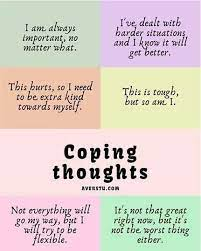 I am always
important, no
matter what.
I've dealt with
harder situations
and I know it will
get better.
This hurts, so I
need to be extra kind
towards myself.
This is tough,
but so am I.
Coping
thoughts
AVERSTU.COM
Not everything will
go my way, but I
will try to be
flexible.
It's not that great
right now, but it's
not the worst thing
either.